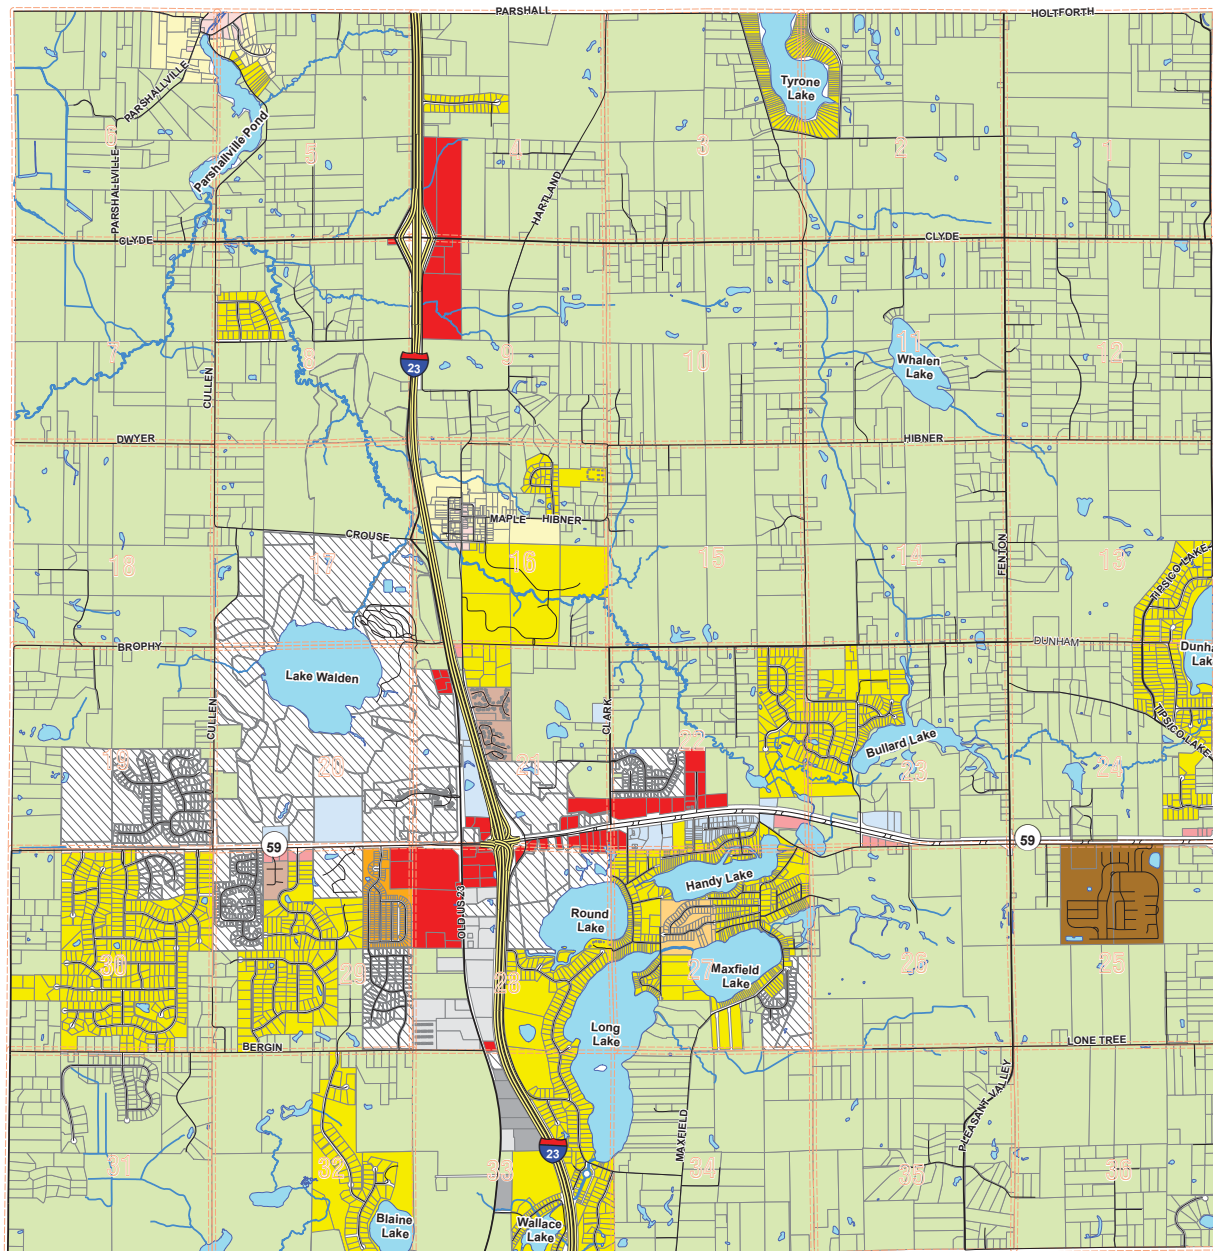 PARSHALL
HOLTFORTH
Tyrone
Lake
PARSHALLVILLE
Parshallville Pond
PARSHALLVILLE
5
4
3
2
1
HARTLAND
CLYDE
CLYDE
7
8
23
9
10
11
Whalen
Lake
12
CULLEN
DWYER
HIBNER
MAPLE
HIBNER
CROUSE
18
17
16
15
14
FENTON
13
TIPSICO LAKE
BROPHY
DUNHAM
Lake Walden
CULLEN
CLARK
TIPSICO LAKE
19
20
21
22
Bullard Lake
23
24
59
59
Handy Lake
OLD US 23
Round
Lake
30
29
28
27
Maxfield
Lake
26
25
Long
Lake
BERGIN
LONE TREE
PLEASANT VALLEY
MAXFIELD
23
31
32
33
34
35
36
Blaine
Lake
Wallace
Lake